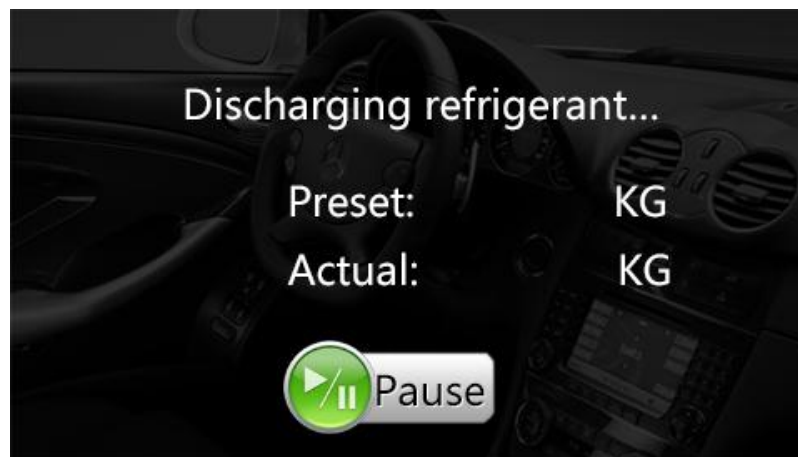 Discharging refrigerant...
Preset: KG
Actual: KG
Pause